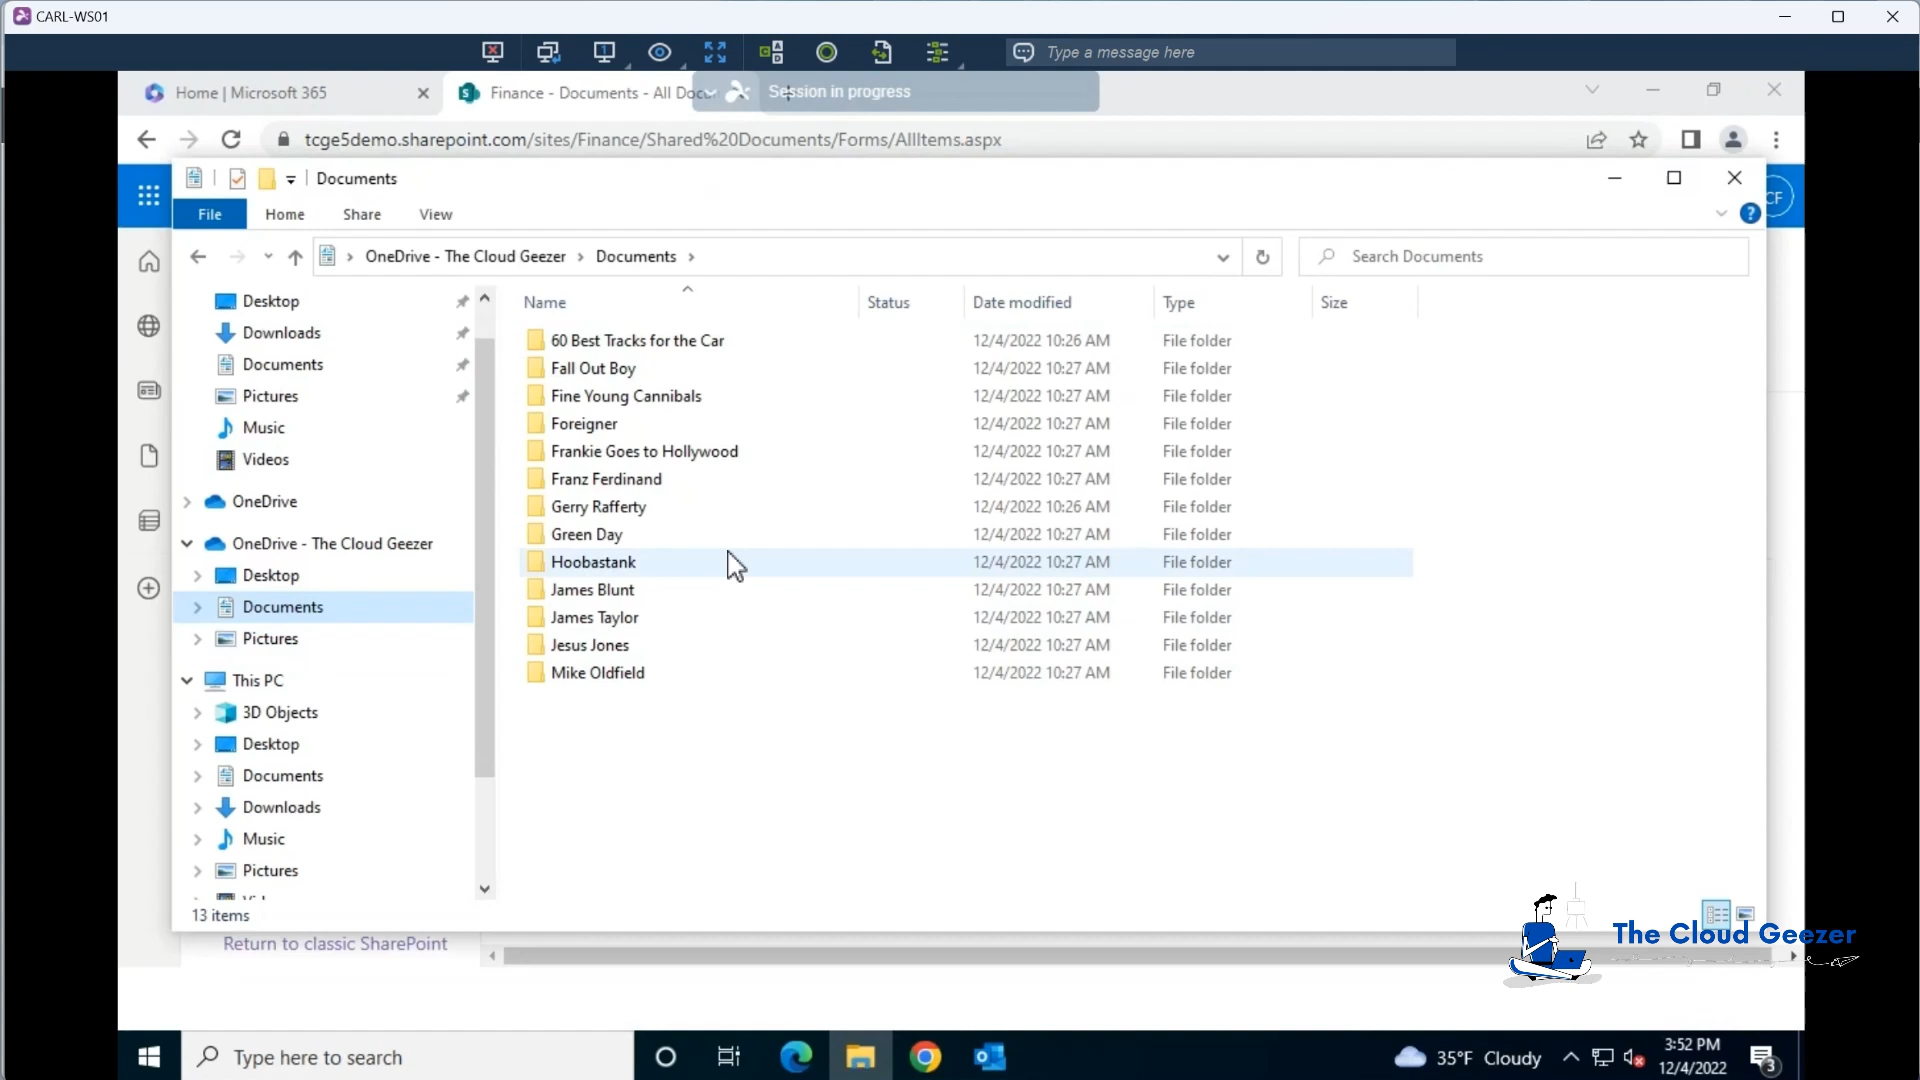 CARL-WS01
Type a message here
Home | Microsoft 365
Finance - Documents - All Doc
Session in progress
tcge5demo.sharepoint.com/sites/Finance/Shared%20Documents/Forms/AllItems.aspx
Documents
CF
File Home Share View
OneDrive - The Cloud Geezer > Documents >
Search Documents
Desktop
Downloads
Documents
Pictures
Music
Videos
OneDrive
OneDrive - The Cloud Geezer
Desktop
Documents
Pictures
This PC
3D Objects
Desktop
Documents
Downloads
Music
Pictures
Name Status Date modified Type Size
60 Best Tracks for the Car 12/4/2022 10:26 AM File folder
Fall Out Boy 12/4/2022 10:27 AM File folder
Fine Young Cannibals 12/4/2022 10:27 AM File folder
Foreigner 12/4/2022 10:27 AM File folder
Frankie Goes to Hollywood 12/4/2022 10:27 AM File folder
Franz Ferdinand 12/4/2022 10:27 AM File folder
Gerry Rafferty 12/4/2022 10:26 AM File folder
Green Day 12/4/2022 10:27 AM File folder
Hoobastank 12/4/2022 10:27 AM File folder
James Blunt 12/4/2022 10:27 AM File folder
James Taylor 12/4/2022 10:27 AM File folder
Jesus Jones 12/4/2022 10:27 AM File folder
Mike Oldfield 12/4/2022 10:27 AM File folder
13 items
Return to classic SharePoint
The Cloud Geezer
Type here to search
35°F Cloudy
3:52 PM
12/4/2022
3